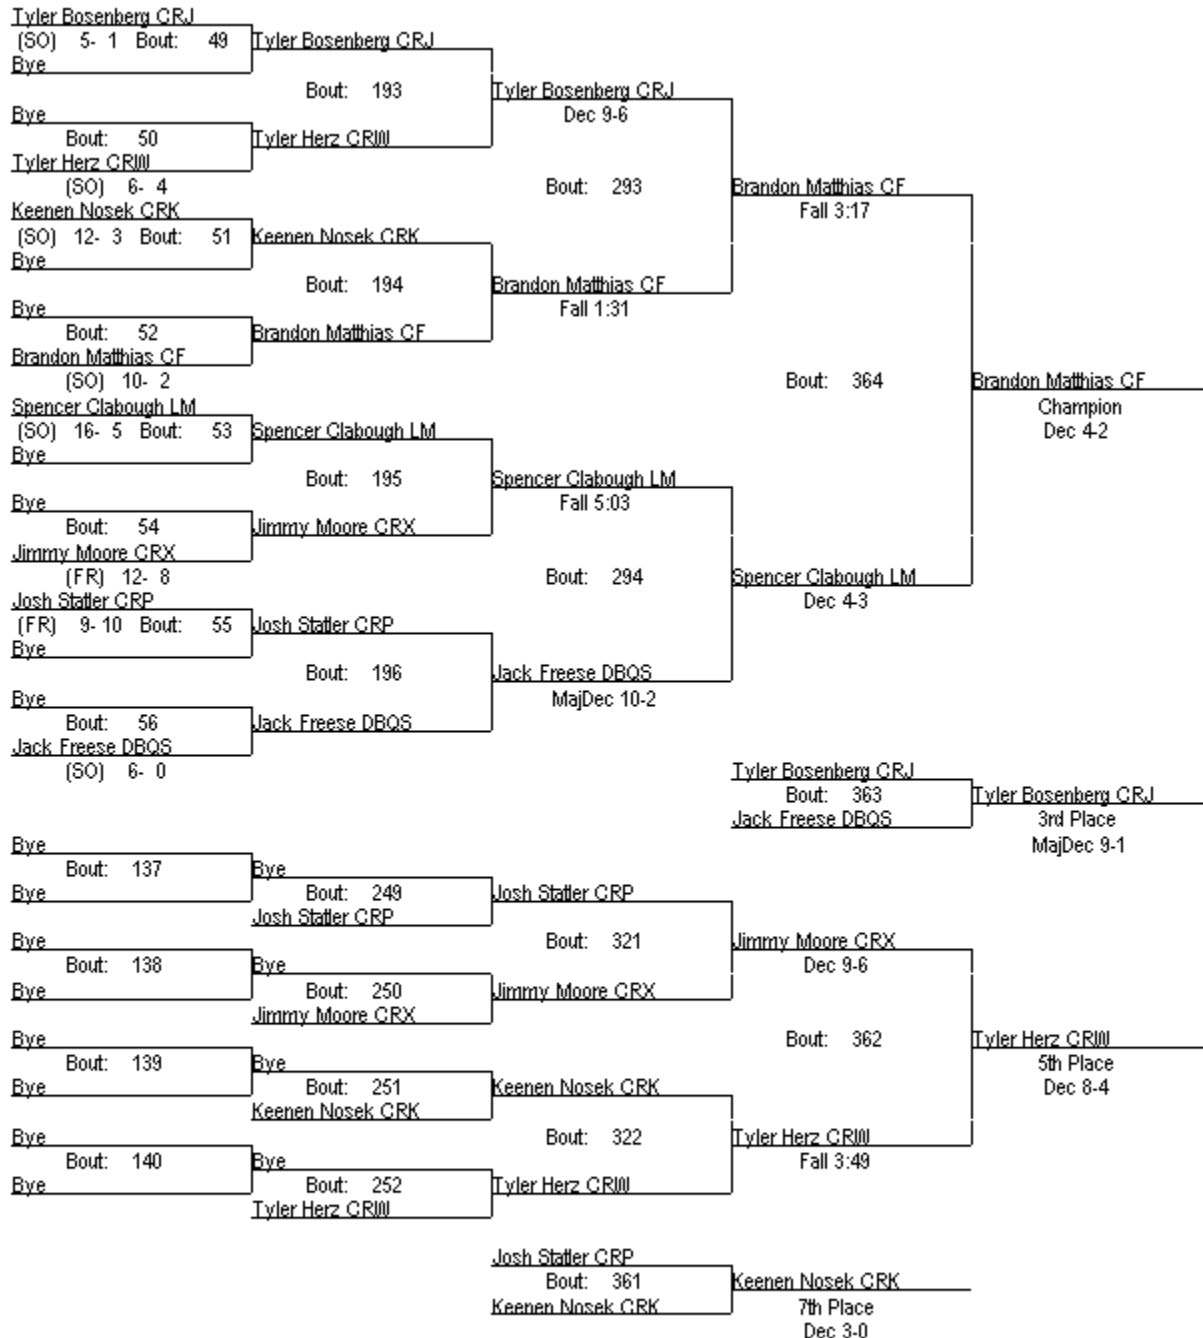 Tyler Bosenberg CRJ
(SO) 5- 1 Bout: 49 Tyler Bosenberg CRJ
Bye
Bout: 193 Tyler Bosenberg CRJ
Bye Dec 9-6
Bout: 50 Tyler Herz CRW
Tyler Herz CRW
(SO) 6- 4 Bout: 293 Brandon Matthias CF
Keenen Nosek CRK Fall 3:17
(SO) 12- 3 Bout: 51 Keenen Nosek CRK
Bye
Bout: 194 Brandon Matthias CF
Bye Fall 1:31
Bout: 52 Brandon Matthias CF
Brandon Matthias CF
(SO) 10- 2 Bout: 364 Brandon Matthias CF
Spencer Clabough LM Champion
(SO) 16- 5 Bout: 53 Spencer Clabough LM Dec 4-2
Bye
Bout: 195 Spencer Clabough LM
Bye Fall 5:03
Bout: 54 Jimmy Moore CRX
Jimmy Moore CRX
(FR) 12- 8 Bout: 294 Spencer Clabough LM
Josh Statler CRP Dec 4-3
(FR) 9- 10 Bout: 55 Josh Statler CRP
Bye
Bout: 196 Jack Freese DBQS
Bye MajDec 10-2
Bout: 56 Jack Freese DBQS
Jack Freese DBQS
(SO) 6- 0 Tyler Bosenberg CRJ
Bout: 363 Tyler Bosenberg CRJ
Jack Freese DBQS 3rd Place
Bye MajDec 9-1
Bout: 137 Bye
Bye Bout: 249 Josh Statler CRP
Josh Statler CRP
Bye Bout: 321 Jimmy Moore CRX
Bout: 138 Bye Dec 9-6
Bye Bout: 250 Jimmy Moore CRX
Jimmy Moore CRX
Bye Bout: 362 Tyler Herz CRW
Bout: 139 Bye 5th Place
Bye Bout: 251 Keenen Nosek CRK Dec 8-4
Keenen Nosek CRK
Bye Bout: 322 Tyler Herz CRW
Bout: 140 Bye Fall 3:49
Bye Bout: 252 Tyler Herz CRW
Tyler Herz CRW
Josh Statler CRP
Bout: 361 Keenen Nosek CRK
Keenen Nosek CRK 7th Place
Dec 3-0